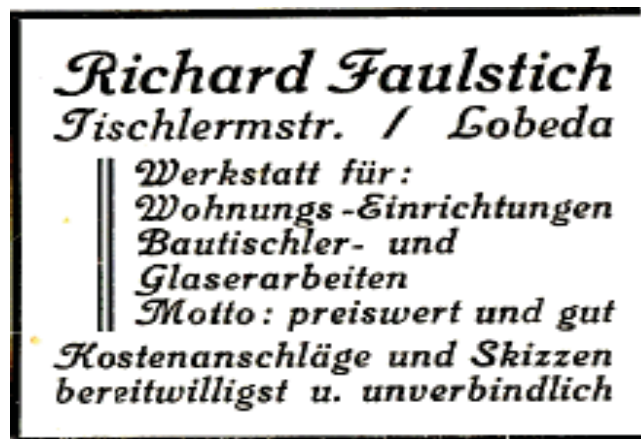 Richard Faulstich
Tischlermstr. / Lobeda
Werkstatt für:
Wohnungs-Einrichtungen
Bautischler- und
Glaserarbeiten
Motto: preiswert und gut
Kostenanschläge und Skizzen
bereitwilligst u. unverbindlich